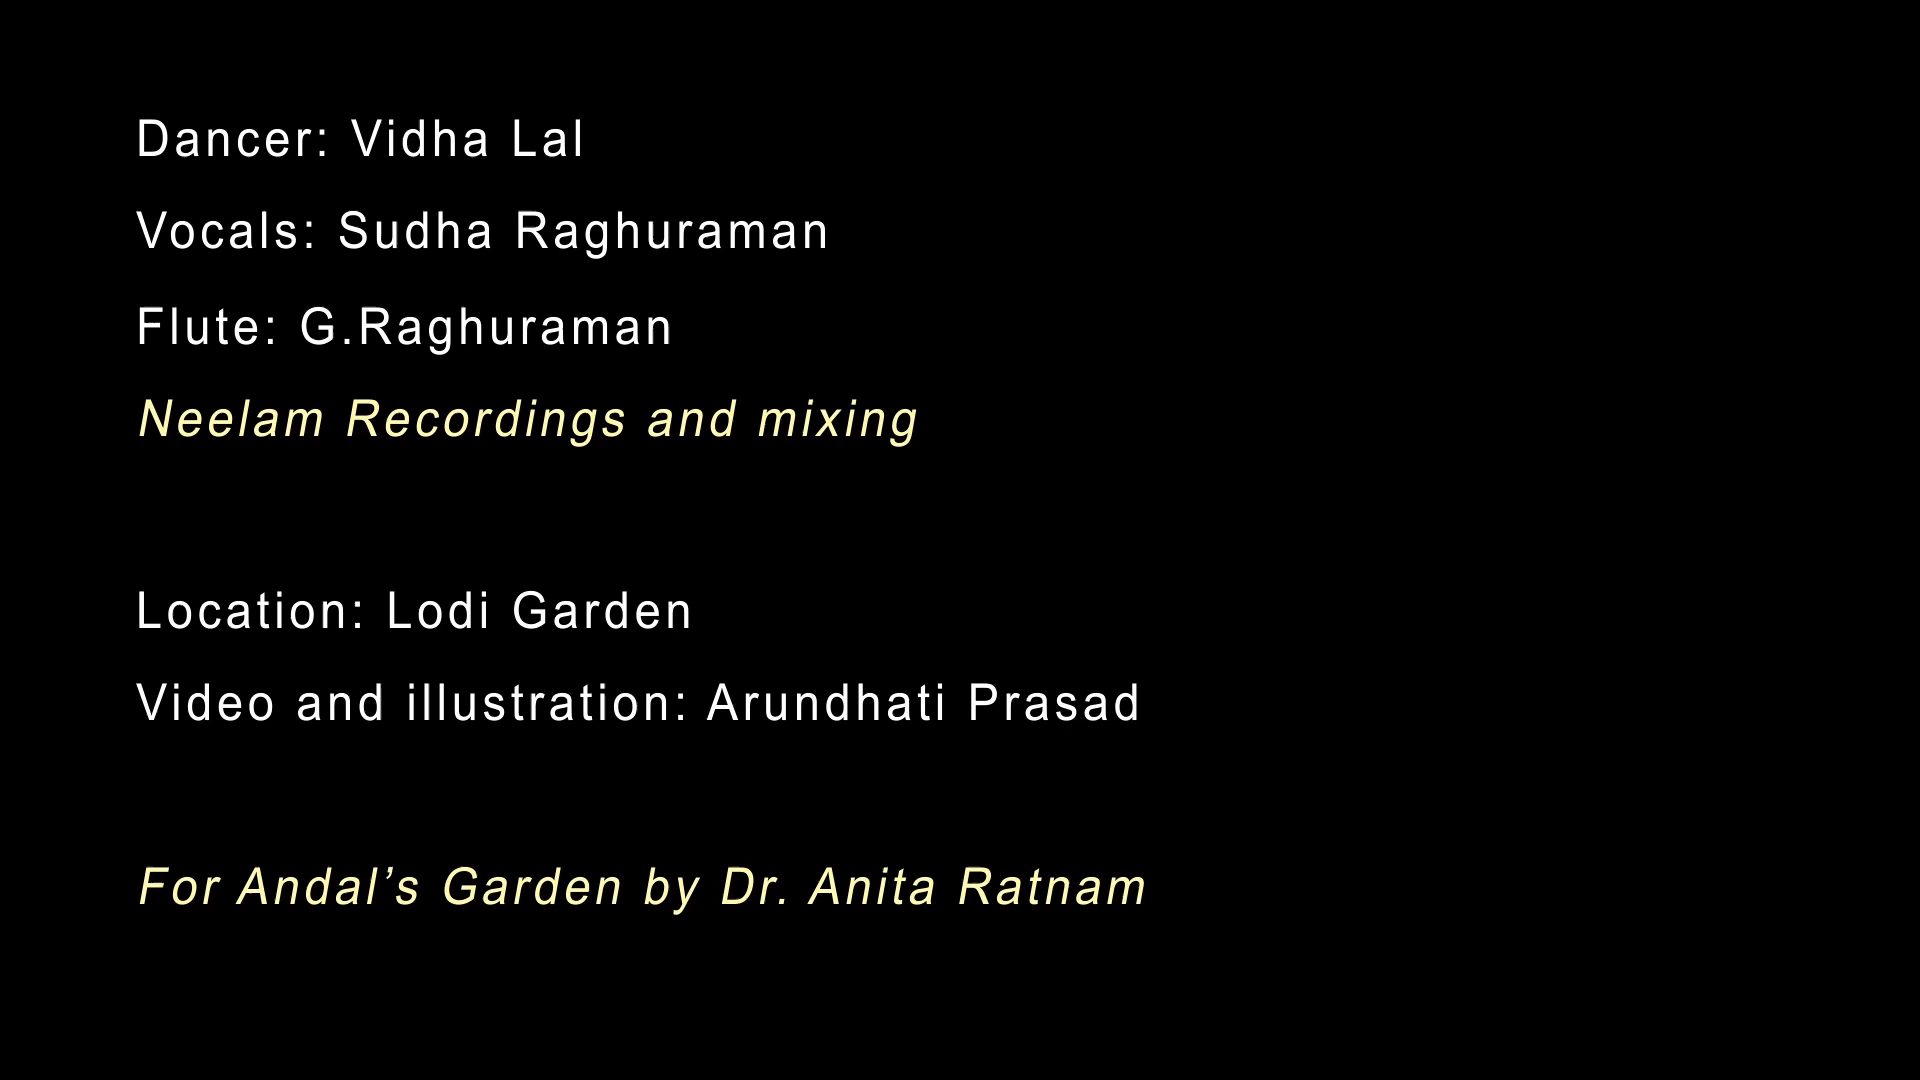 Dancer: Vidha Lal
Vocals: Sudha Raghuraman
Flute: G.Raghuraman
Neelam Recordings and mixing
Location: Lodi Garden
Video and illustration: Arundhati Prasad
For Andal’s Garden by Dr. Anita Ratnam